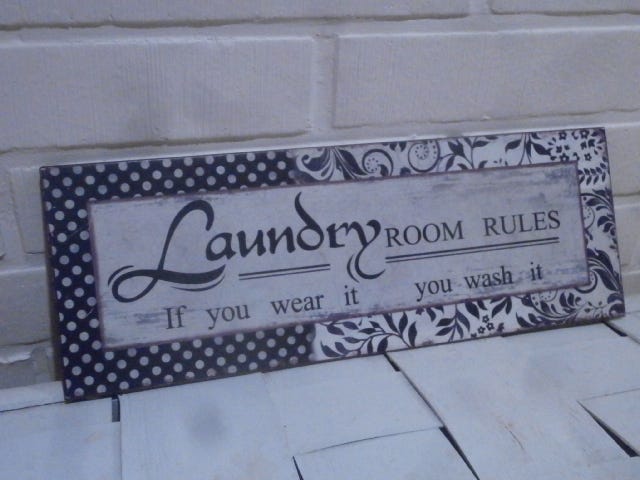 Laundry ROOM RULES
If you wear it you wash it